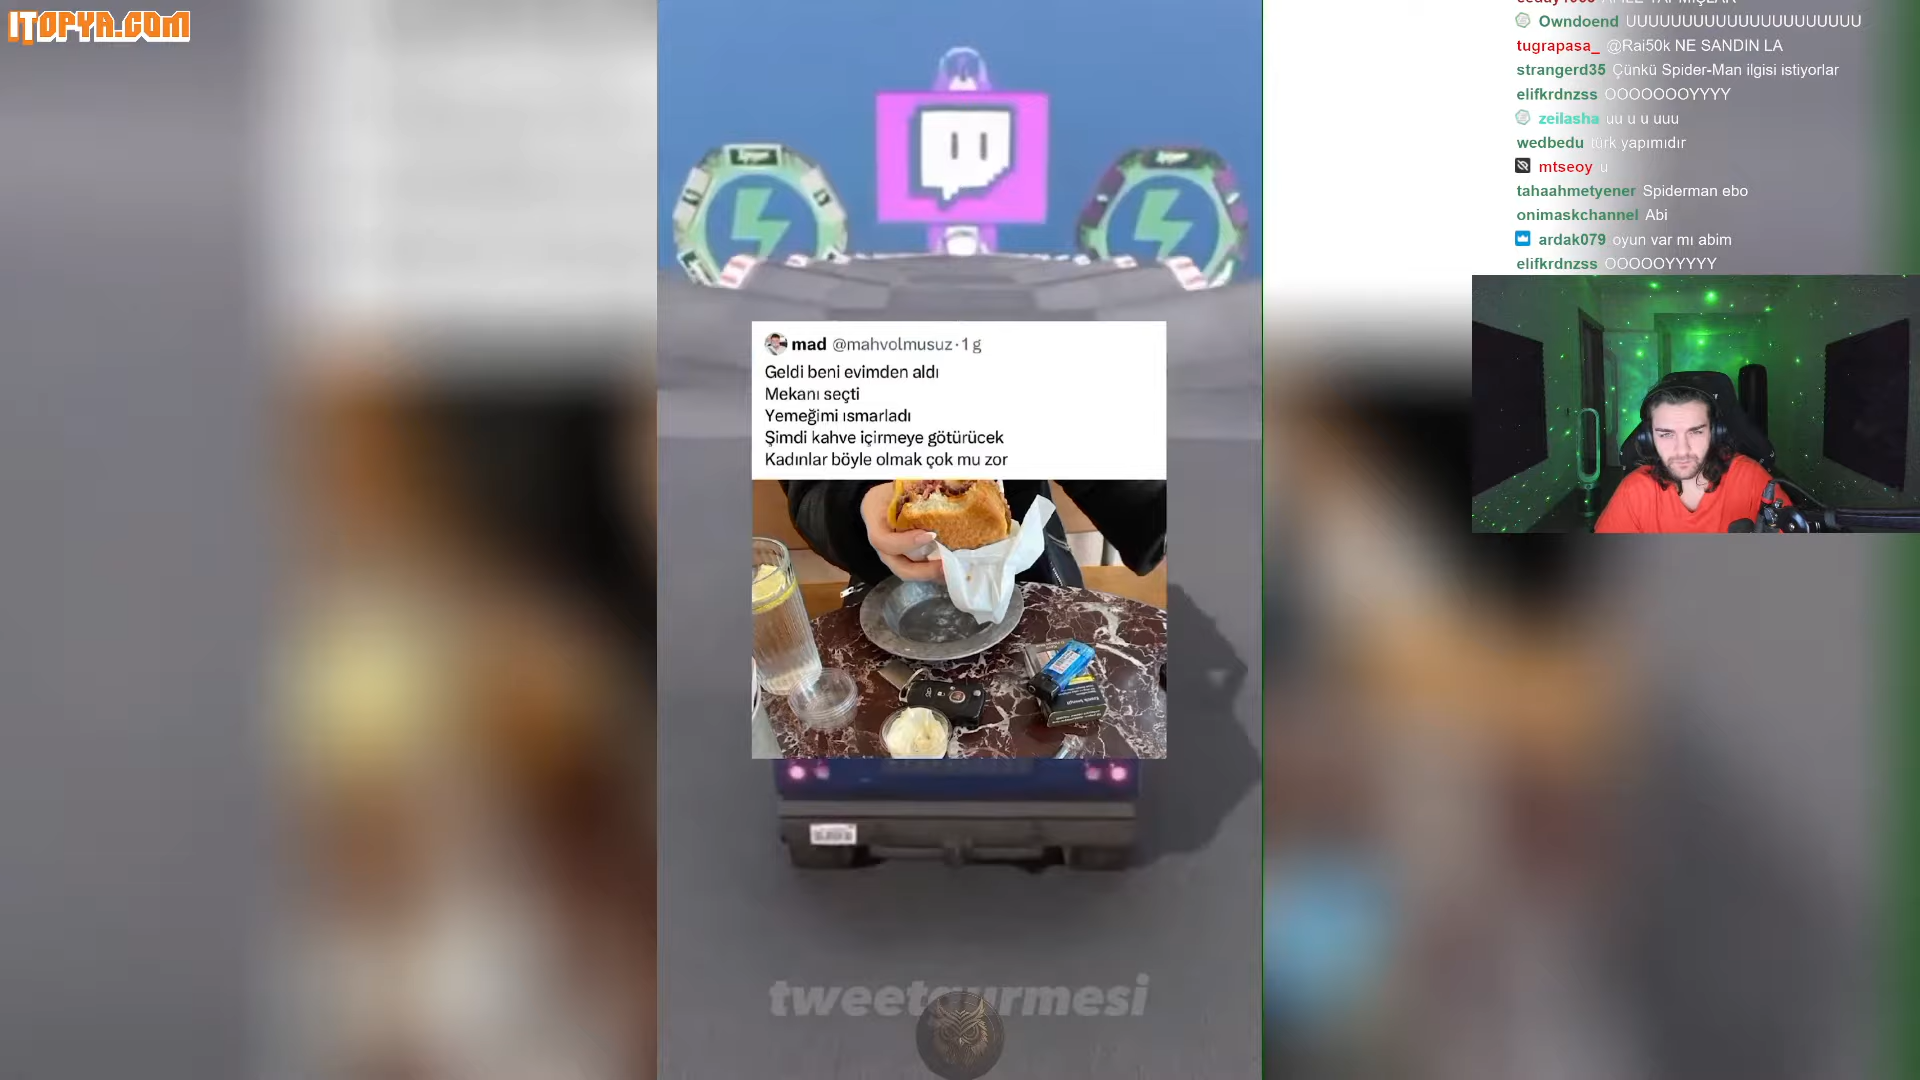 ITOPYA.COM
Owndoend UUUUUUUUUUUUUUUUUUUUU
tugrapasa_ @Rai50k NE SANDIN LA
strangerd35 Çünkü Spider-Man ilgisi istiyorlar
elifkrdnzss OOOOOOOYYYY
zeilasha uu u u uuu
wedbedu türk yapımıdır
mtseoy u
tahaahmetyener Spiderman ebo
onimaskchannel Abi
ardak079 oyun var mı abim
elifkrdnzss OOOOOYYYYY
mad @mahvolmusuz·1 g
Geldi beni evimden aldı
Mekanı seçti
Yemeğimi ısmarladı
Şimdi kahve içirmeye götürücek
Kadınlar böyle olmak çok mu zor
tweetgurmesi